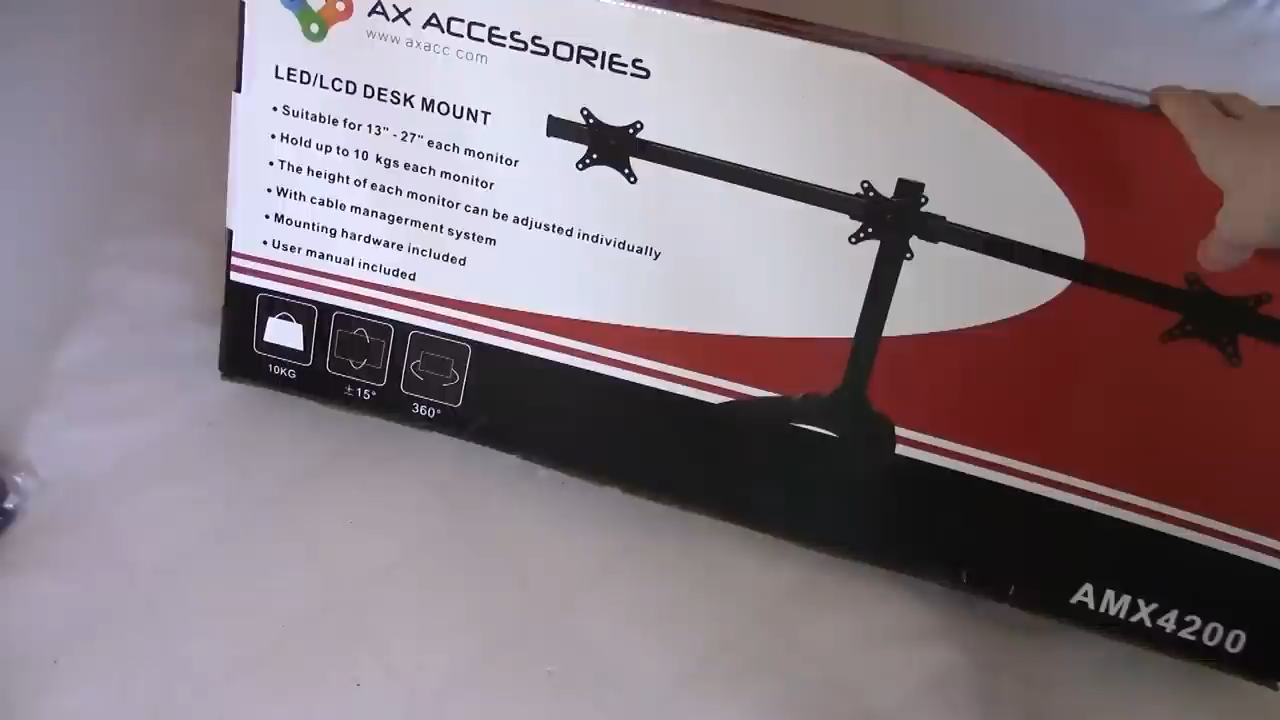 AX ACCESSORIES
www.axacc.com
LED/LCD DESK MOUNT
• Suitable for 13" - 27" each monitor
• Hold up to 10 kgs each monitor
• The height of each monitor can be adjusted individually
• With cable managerment system
• Mounting hardware included
• User manual included
10KG
±15°
360°
AMX4200